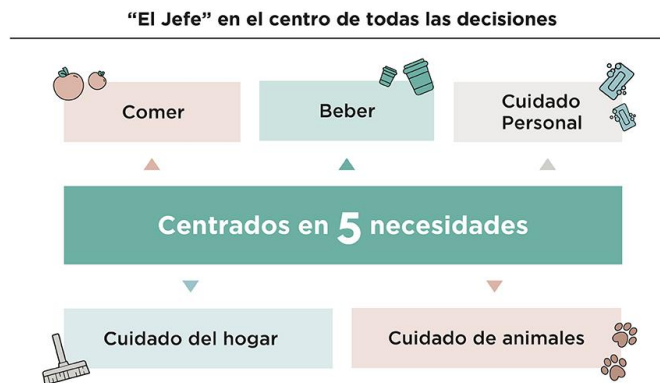 “El Jefe” en el centro de todas las decisiones
Comer
Beber
Cuidado
Personal
Centrados en 5 necesidades
Cuidado del hogar
Cuidado de animales